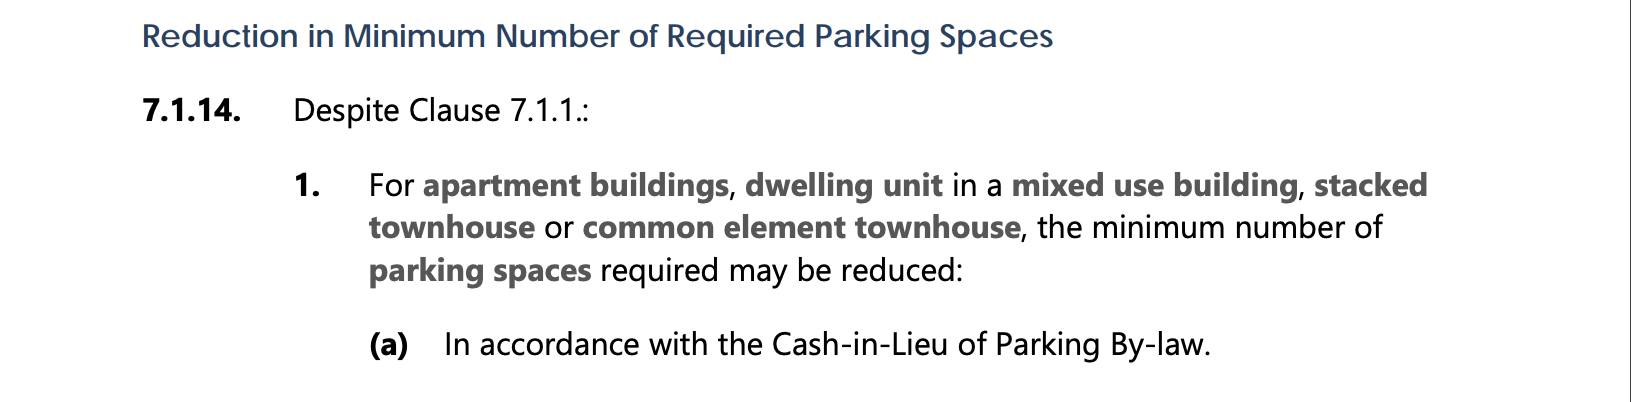 Reduction in Minimum Number of Required Parking Spaces
7.1.14. Despite Clause 7.1.1.:
1. For apartment buildings, dwelling unit in a mixed use building, stacked
townhouse or common element townhouse, the minimum number of
parking spaces required may be reduced:
(a) In accordance with the Cash-in-Lieu of Parking By-law.